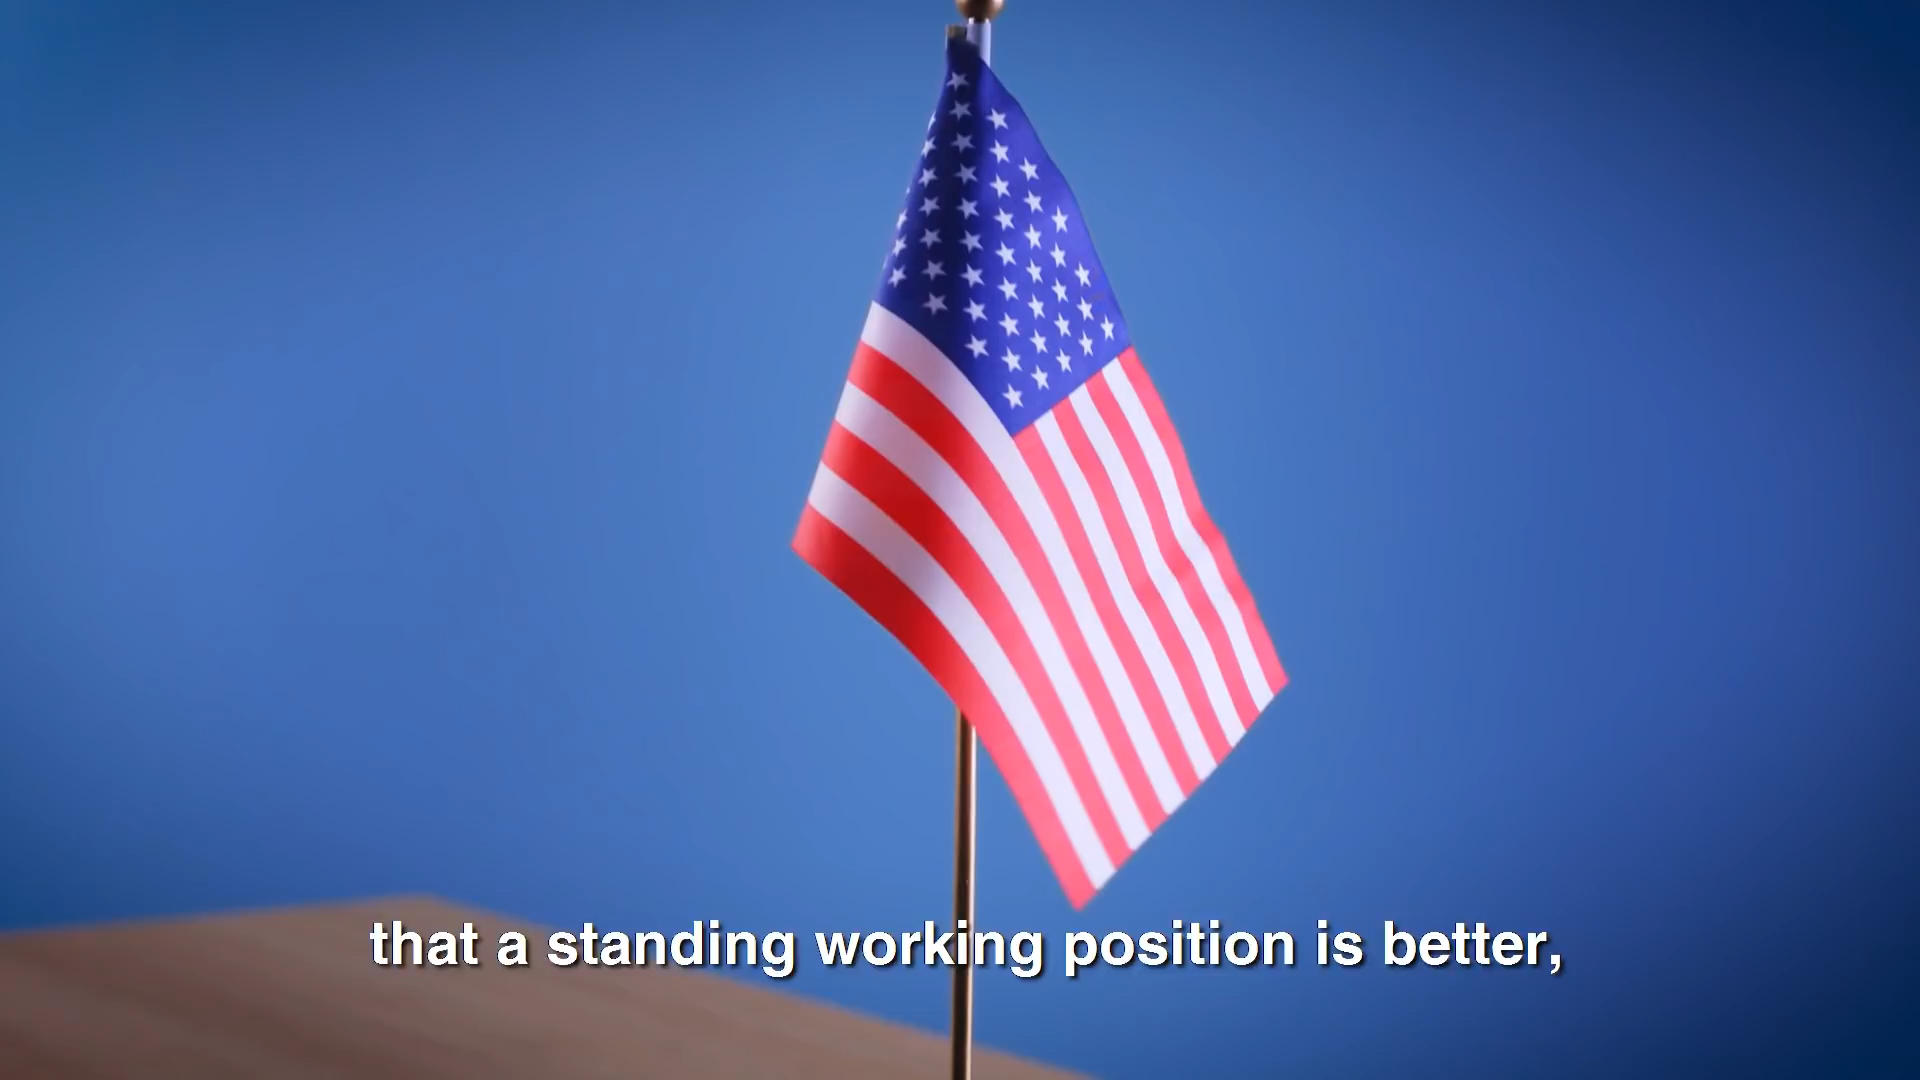 that a standing working position is better,